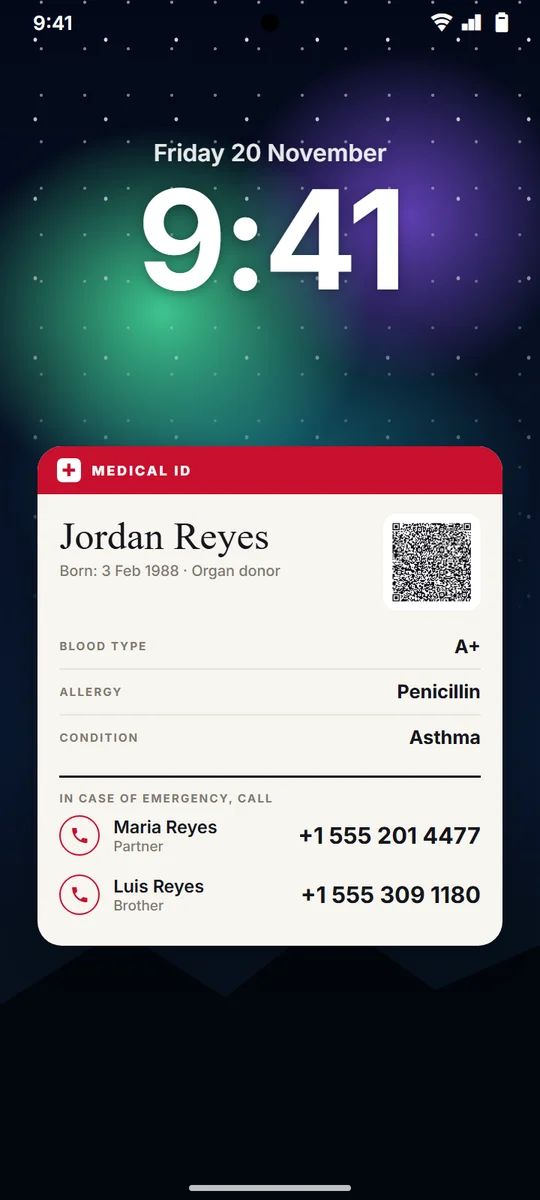 9:41
Friday 20 November
9:41
MEDICAL ID
Jordan Reyes
Born: 3 Feb 1988 · Organ donor
BLOOD TYPE A+
ALLERGY Penicillin
CONDITION Asthma
IN CASE OF EMERGENCY, CALL
Maria Reyes +1 555 201 4477
Partner
Luis Reyes +1 555 309 1180
Brother